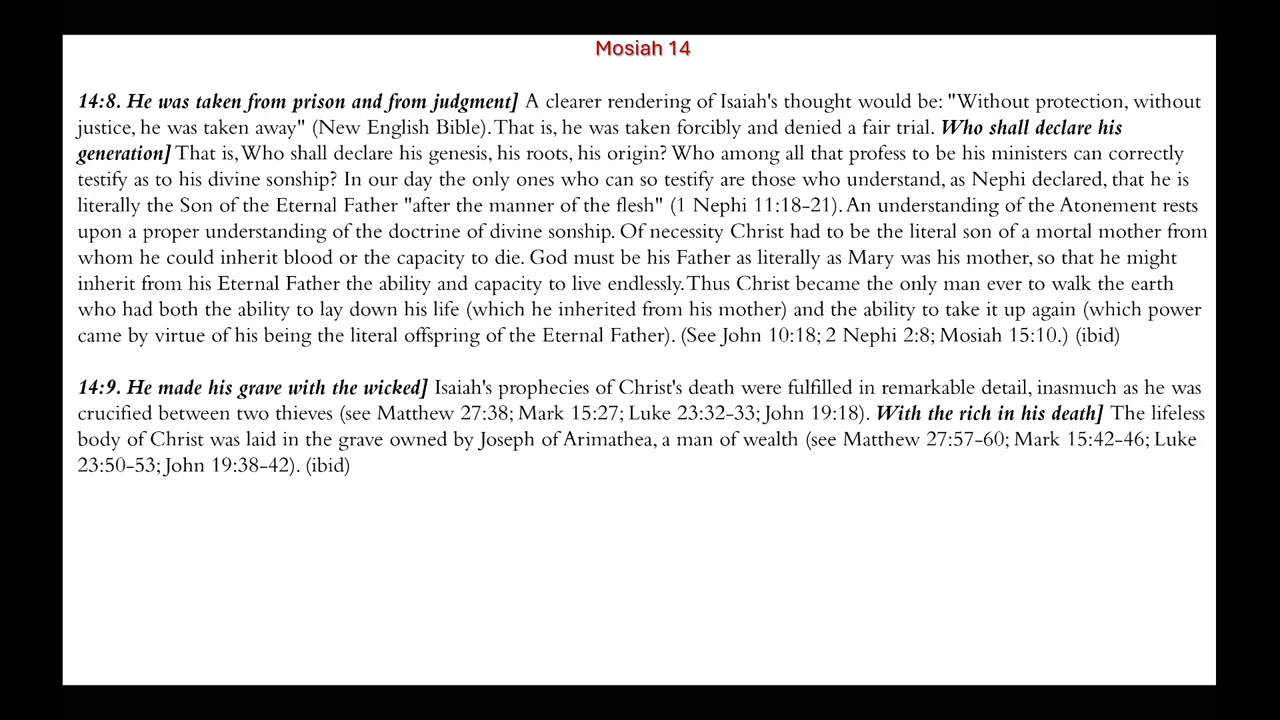 Mosiah 14
14:8. He was taken from prison and from judgment] A clearer rendering of Isaiah's thought would be: "Without protection, without
justice, he was taken away" (New English Bible). That is, he was taken forcibly and denied a fair trial. Who shall declare his
generation] That is, Who shall declare his genesis, his roots, his origin? Who among all that profess to be his ministers can correctly
testify as to his divine sonship? In our day the only ones who can so testify are those who understand, as Nephi declared, that he is
literally the Son of the Eternal Father "after the manner of the flesh" (1 Nephi 11:18-21). An understanding of the Atonement rests
upon a proper understanding of the doctrine of divine sonship. Of necessity Christ had to be the literal son of a mortal mother from
whom he could inherit blood or the capacity to die. God must be his Father as literally as Mary was his mother, so that he might
inherit from his Eternal Father the ability and capacity to live endlessly. Thus Christ became the only man ever to walk the earth
who had both the ability to lay down his life (which he inherited from his mother) and the ability to take it up again (which power
came by virtue of his being the literal offspring of the Eternal Father). (See John 10:18; 2 Nephi 2:8; Mosiah 15:10.) (ibid)
14:9. He made his grave with the wicked] Isaiah's prophecies of Christ's death were fulfilled in remarkable detail, inasmuch as he was
crucified between two thieves (see Matthew 27:38; Mark 15:27; Luke 23:32-33; John 19:18). With the rich in his death] The lifeless
body of Christ was laid in the grave owned by Joseph of Arimathea, a man of wealth (see Matthew 27:57-60; Mark 15:42-46; Luke
23:50-53; John 19:38-42). (ibid)